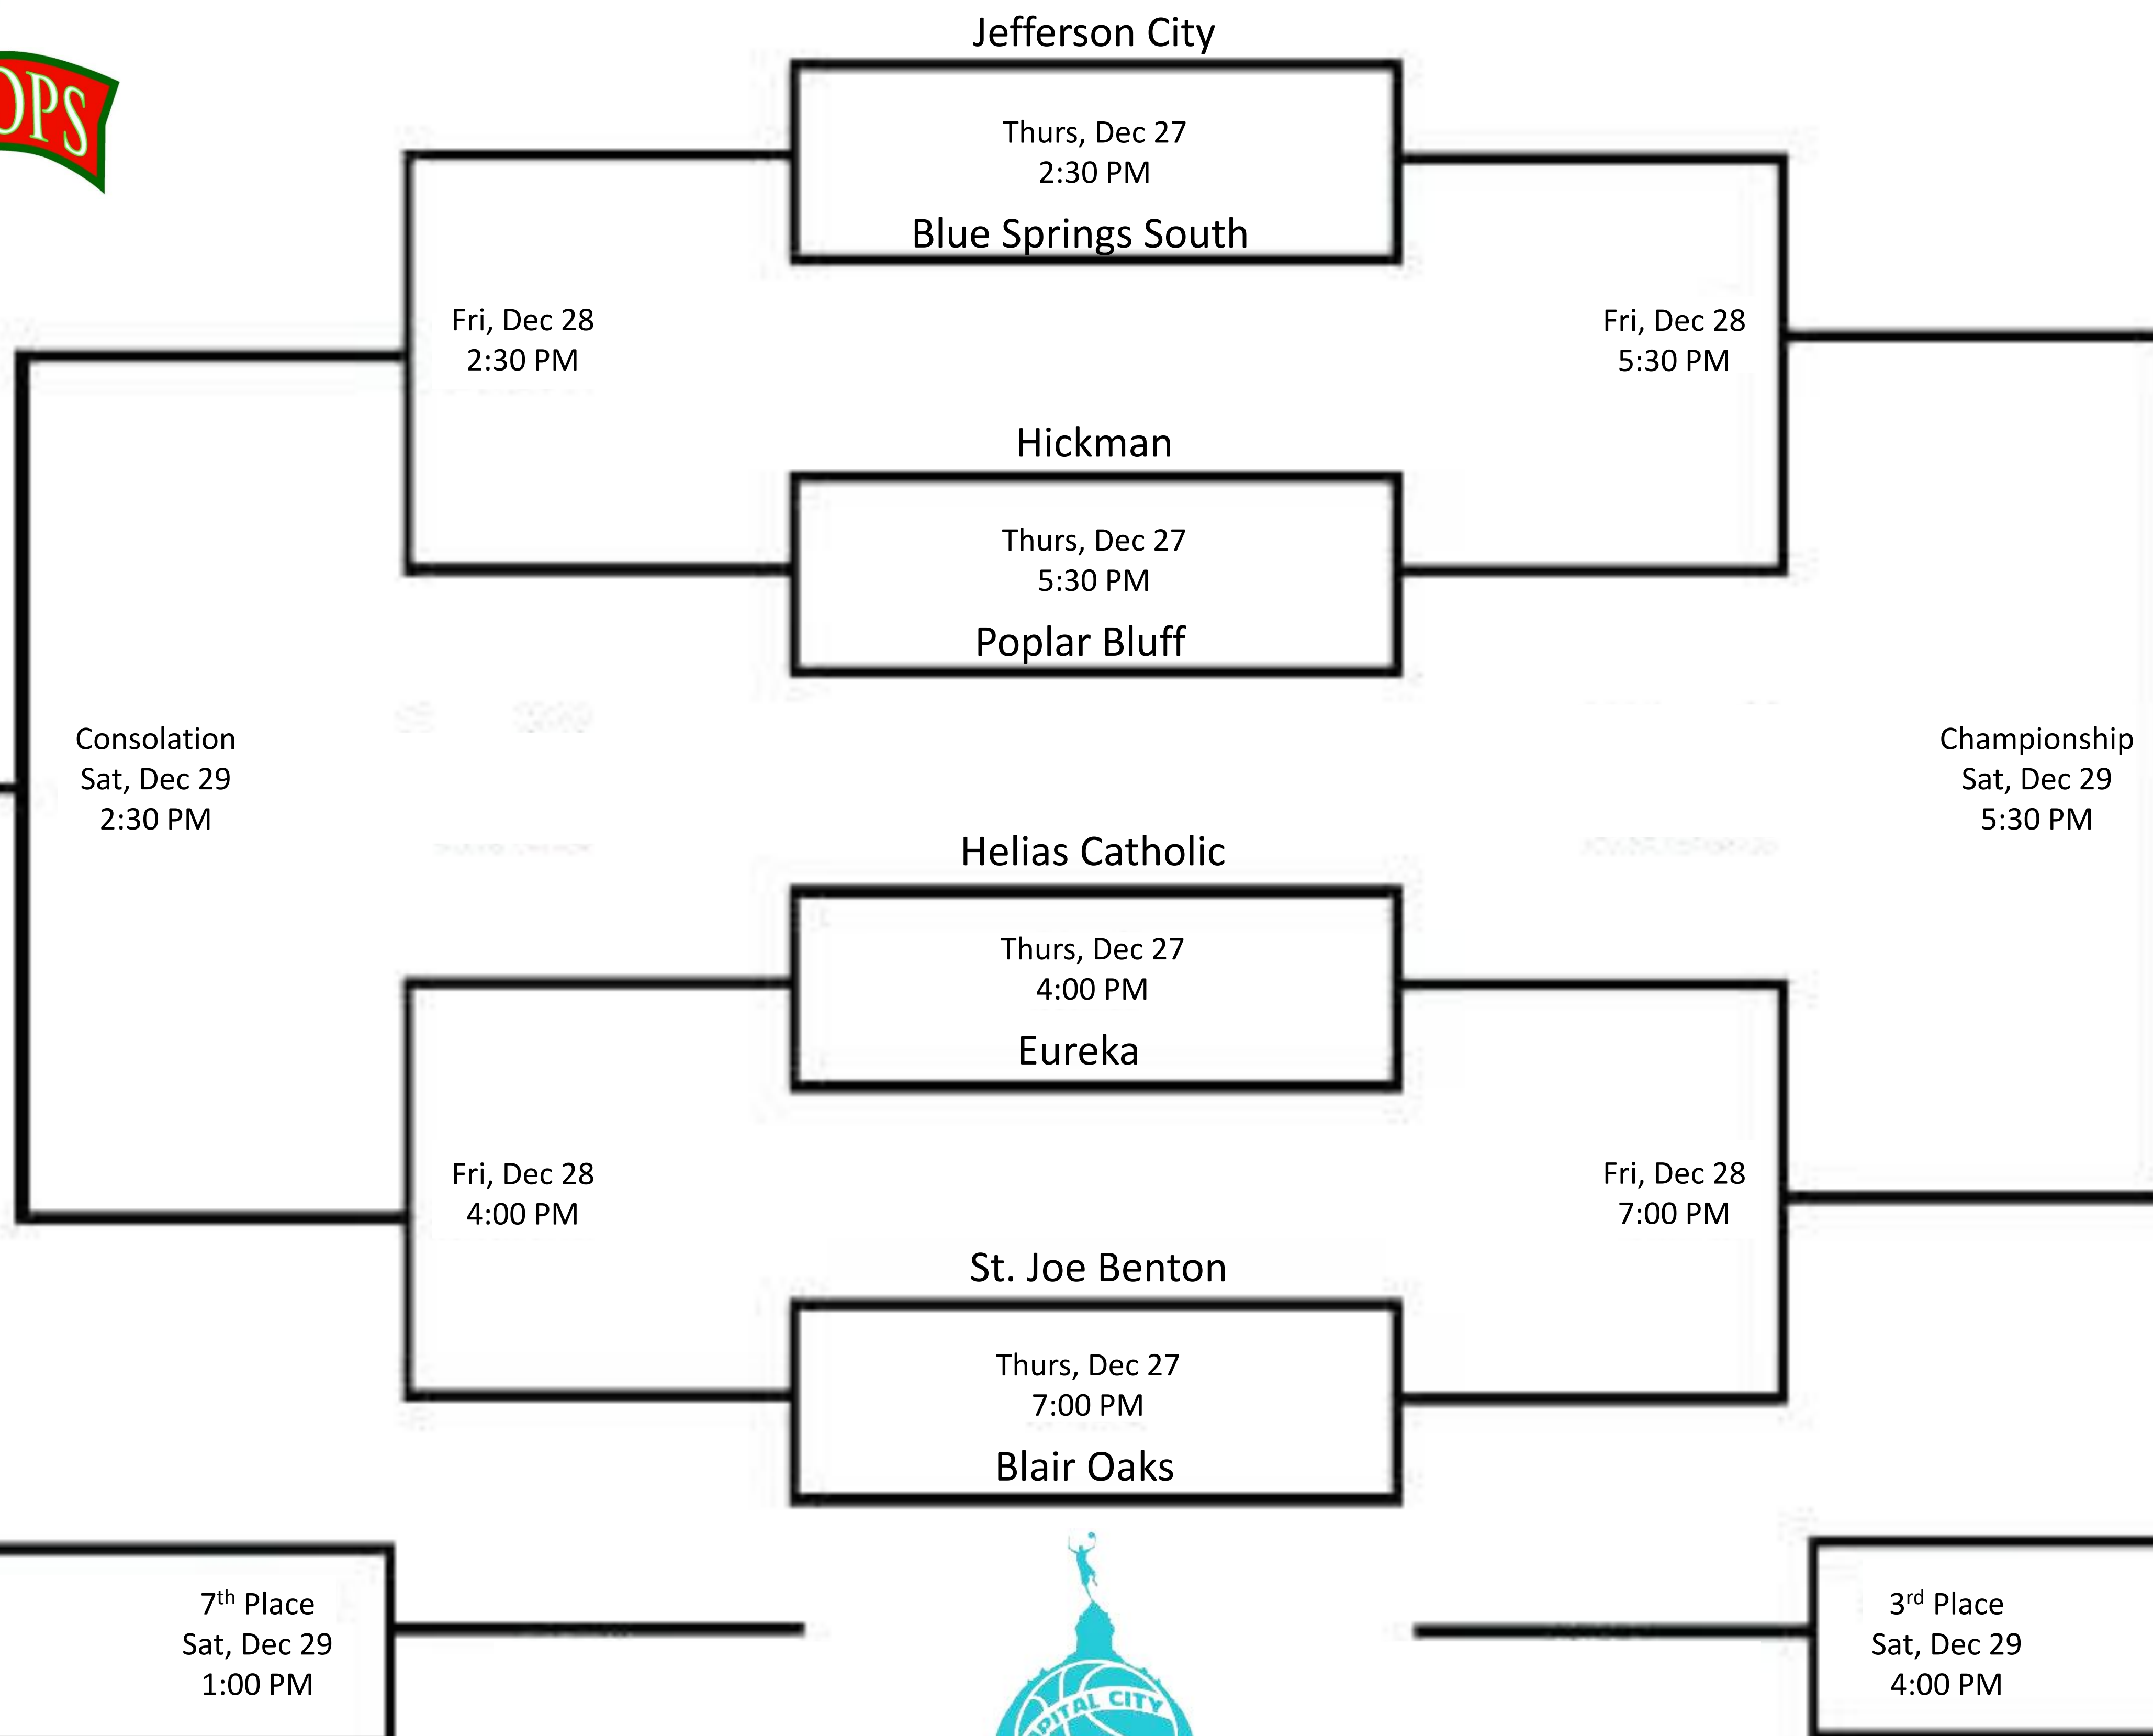 OPS
Jefferson City
Thurs, Dec 27
2:30 PM
Blue Springs South
Fri, Dec 28
2:30 PM
Fri, Dec 28
5:30 PM
Hickman
Thurs, Dec 27
5:30 PM
Poplar Bluff
Consolation
Sat, Dec 29
2:30 PM
Championship
Sat, Dec 29
5:30 PM
Helias Catholic
Thurs, Dec 27
4:00 PM
Eureka
Fri, Dec 28
4:00 PM
Fri, Dec 28
7:00 PM
St. Joe Benton
Thurs, Dec 27
7:00 PM
Blair Oaks
7th Place
Sat, Dec 29
1:00 PM
3rd Place
Sat, Dec 29
4:00 PM
PITAL CITY